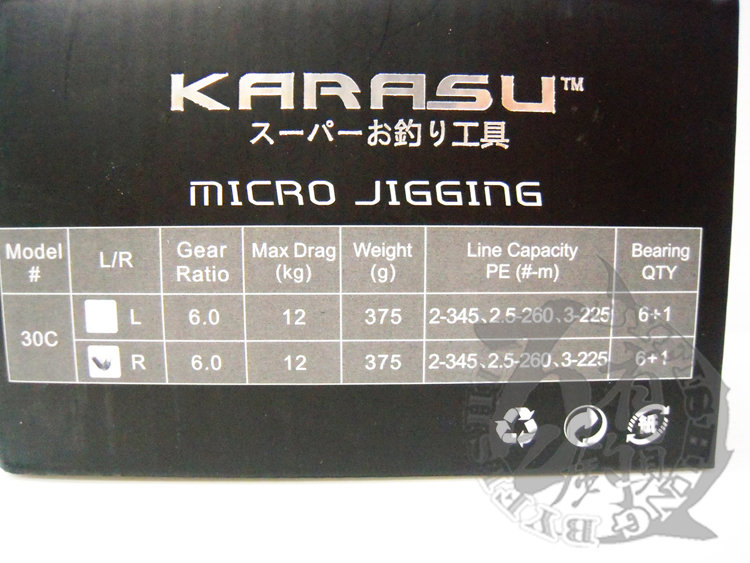 KARASU™
スーパーお釣り工具
MICRO JIGGING
Model # L/R Gear Ratio Max Drag (kg) Weight (g) Line Capacity PE (#-m) Bearing QTY
30C L 6.0 12 375 2-345、2.5-260、3-225 6+1
R 6.0 12 375 2-345、2.5-260、3-225 6+1